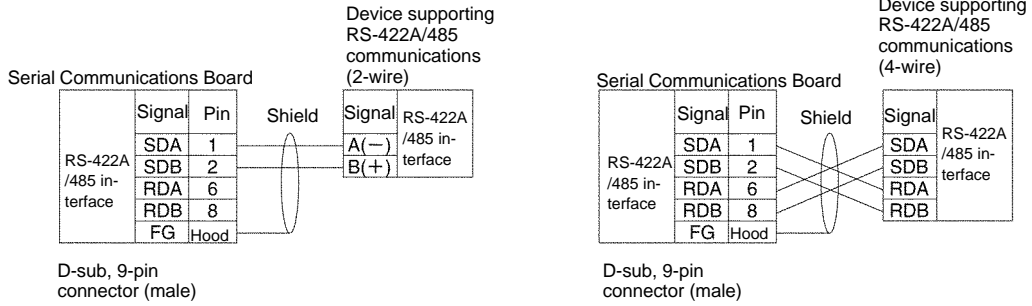 Device supporting
RS-422A/485
communications
(2-wire)
Serial Communications Board
Signal Pin
Shield
Signal
RS-422A
/485 in-
terface
RS-422A
/485 in-
terface
SDA 1
SDB 2
RDA 6
RDB 8
FG Hood
A(−)
B(+)
D-sub, 9-pin
connector (male)
Device supporting
RS-422A/485
communications
(4-wire)
Serial Communications Board
Signal Pin
Shield
Signal
RS-422A
/485 in-
terface
RS-422A
/485 in-
terface
SDA 1
SDB 2
RDA 6
RDB 8
FG Hood
SDA
SDB
RDA
RDB
D-sub, 9-pin
connector (male)